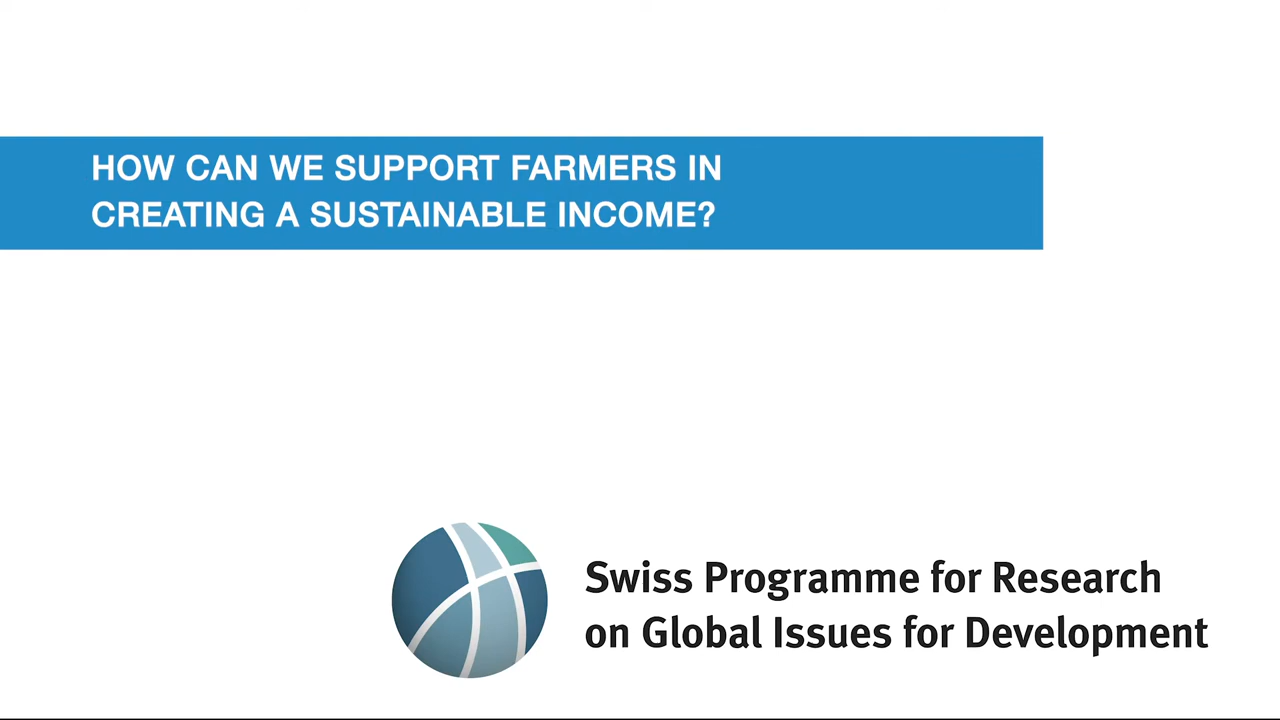 HOW CAN WE SUPPORT FARMERS IN
CREATING A SUSTAINABLE INCOME?
Swiss Programme for Research
on Global Issues for Development